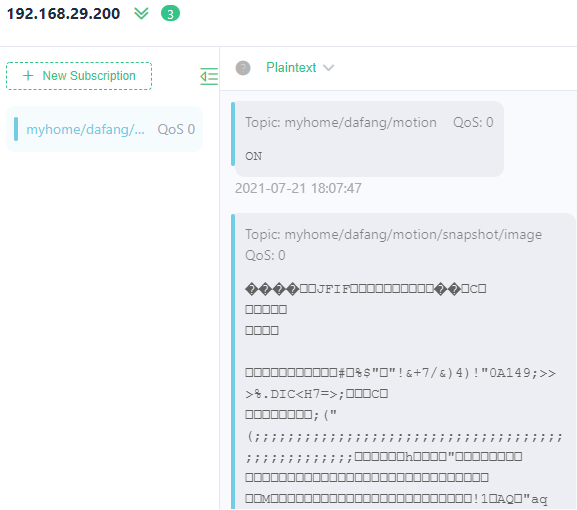 192.168.29.200
3
+ New Subscription
? Plaintext
myhome/dafang/... QoS 0
Topic: myhome/dafang/motion QoS: 0
ON
2021-07-21 18:07:47
Topic: myhome/dafang/motion/snapshot/image
QoS: 0
����□□JFIF□□□□□□□□□□��□C□
□□□□□
□□□□
□□□□□□□□□□□#□%$"□"!&+7/&)4)!"0A149;>>
>%.DIC<H7=>;□□□C□
□□□□□□□□;("
(;;;;;;;;;;;;;;;;;;;;;;;;;;;;;;;;;;;;;
;;;;;;;;;;;;;□□□□□□h□□□□"□□□□□□□□
□□□□□□□□□□□□□□□□□□□□□□□□□□□□□
□□M□□□□□□□□□□□□□□□□□□□□□□□□!1□AQ□"aq